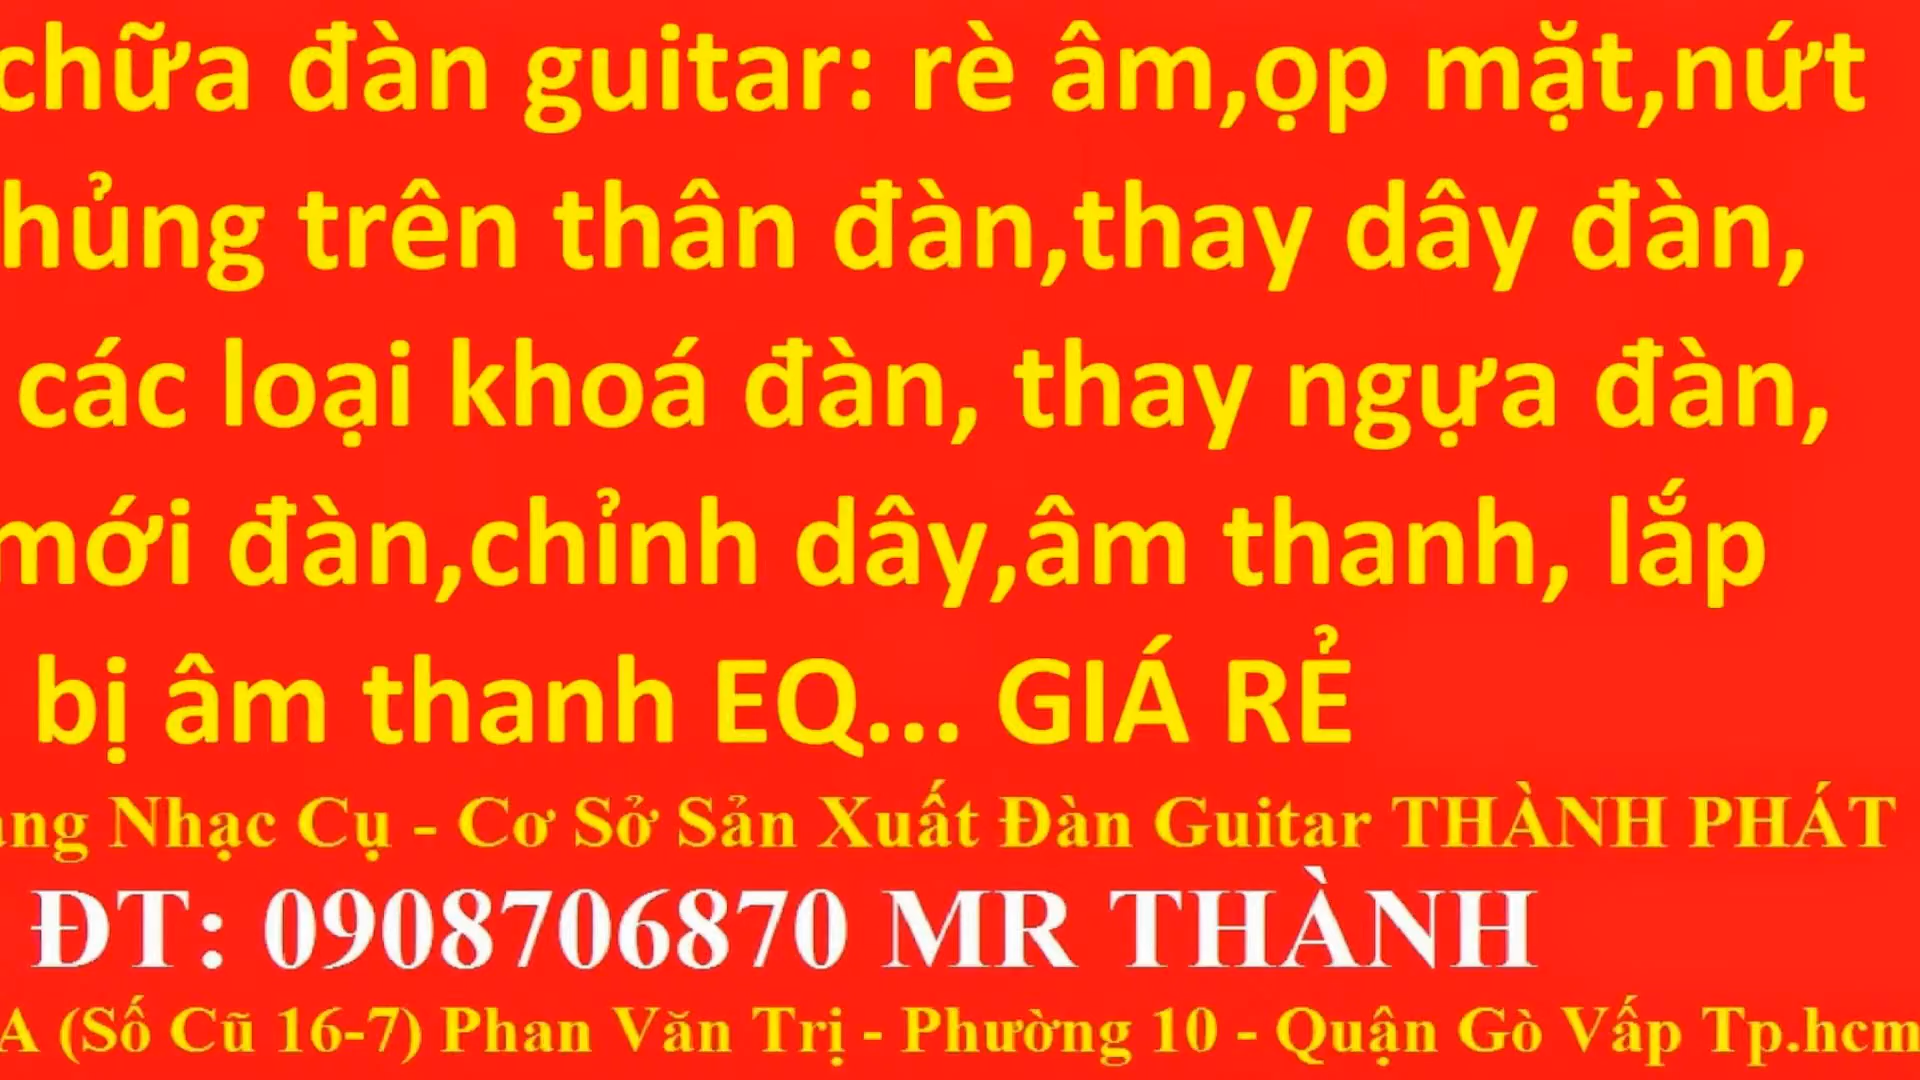 chữa đàn guitar: rè âm,ọp mặt,nứt
hủng trên thân đàn,thay dây đàn,
các loại khoá đàn, thay ngựa đàn,
mới đàn,chỉnh dây,âm thanh, lắp
bị âm thanh EQ... GIÁ RẺ
ang Nhạc Cụ - Cơ Sở Sản Xuất Đàn Guitar THÀNH PHÁT
ĐT: 0908706870 MR THÀNH
A (Số Cũ 16-7) Phan Văn Trị - Phường 10 - Quận Gò Vấp Tp.hcm